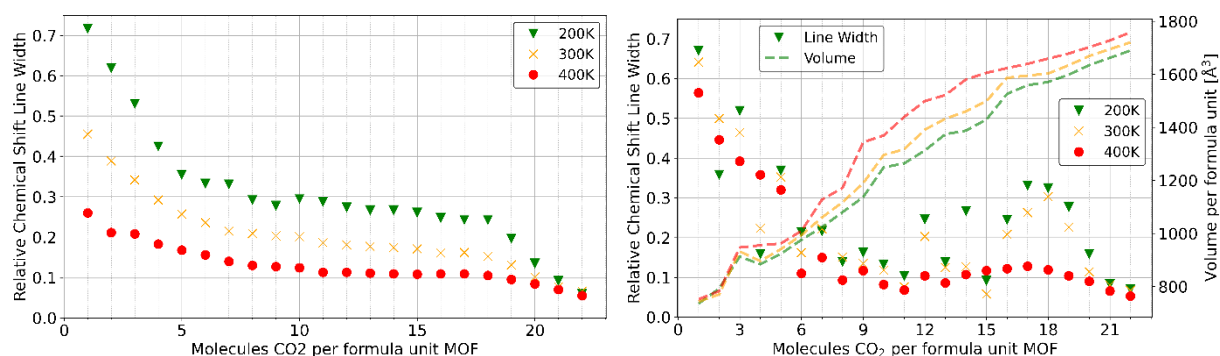 Relative Chemical Shift Line Width
0.7
0.6
0.5
0.4
0.3
0.2
0.1
0.0
0
5
10
15
20
Molecules CO2 per formula unit MOF
200K
300K
400K
Relative Chemical Shift Line Width
0.7
0.6
0.5
0.4
0.3
0.2
0.1
0.0
0
3
6
9
12
15
18
21
Molecules CO₂ per formula unit MOF
Line Width
Volume
200K
300K
400K
1800
1600
1400
1200
1000
800
Volume per formula unit [Å³]